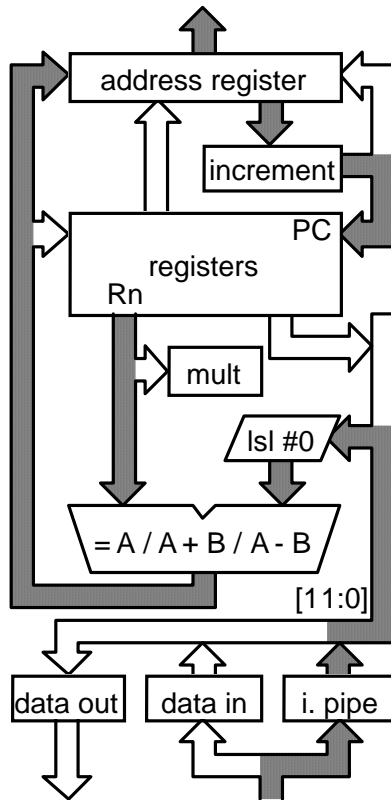 address register
increment
PC
registers
Rn
mult
lsl #0
= A / A + B / A - B
[11:0]
data out
data in
i. pipe